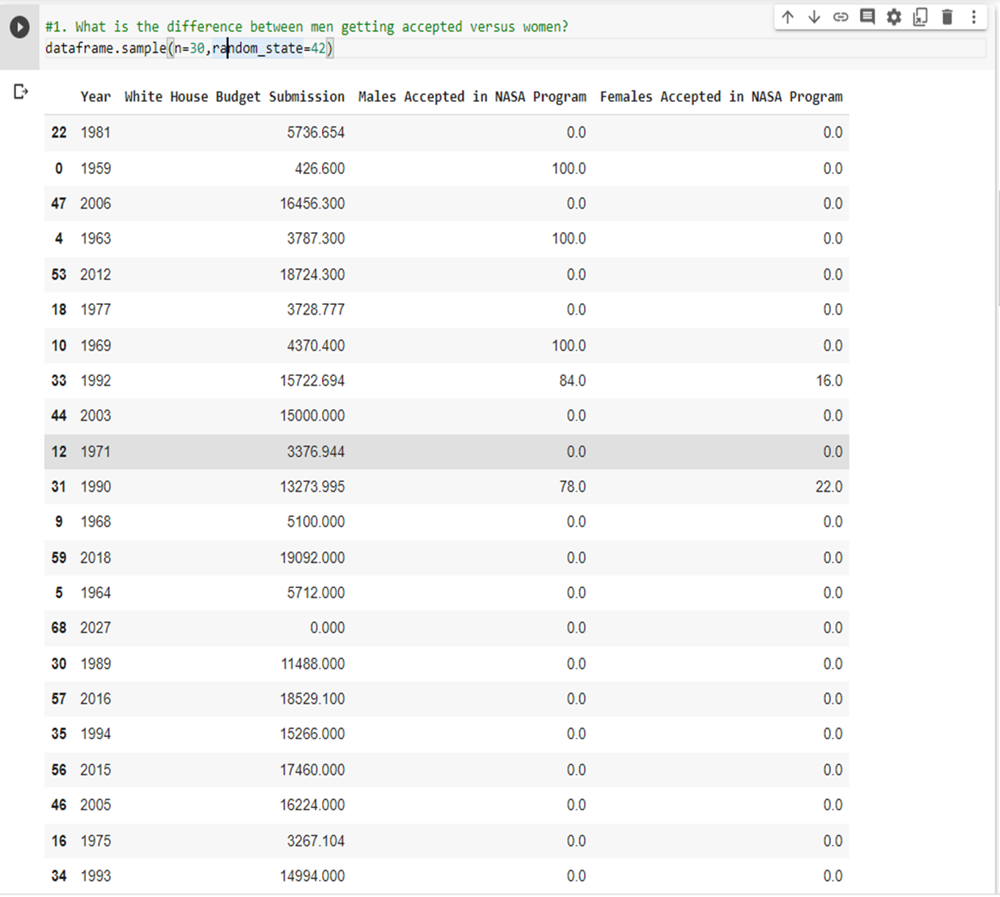 #1. What is the difference between men getting accepted versus women?
dataframe.sample(n=30,random_state=42)
Year White House Budget Submission Males Accepted in NASA Program Females Accepted in NASA Program
22 1981 5736.654 0.0 0.0
0 1959 426.600 100.0 0.0
47 2006 16456.300 0.0 0.0
4 1963 3787.300 100.0 0.0
53 2012 18724.300 0.0 0.0
18 1977 3728.777 0.0 0.0
10 1969 4370.400 100.0 0.0
33 1992 15722.694 84.0 16.0
44 2003 15000.000 0.0 0.0
12 1971 3376.944 0.0 0.0
31 1990 13273.995 78.0 22.0
9 1968 5100.000 0.0 0.0
59 2018 19092.000 0.0 0.0
5 1964 5712.000 0.0 0.0
68 2027 0.000 0.0 0.0
30 1989 11488.000 0.0 0.0
57 2016 18529.100 0.0 0.0
35 1994 15266.000 0.0 0.0
56 2015 17460.000 0.0 0.0
46 2005 16224.000 0.0 0.0
16 1975 3267.104 0.0 0.0
34 1993 14994.000 0.0 0.0